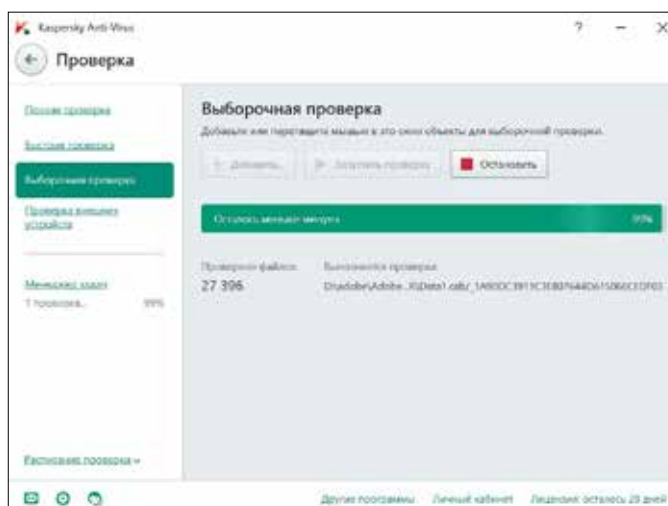 Kaspersky Anti-Virus
? − ×
Проверка
Полная проверка
Быстрая проверка
Выборочная проверка
Проверка внешних
устройств
Менеджер задач
1 проверка... 99%
Расписание проверки
Выборочная проверка
Добавьте или перетащите мышью в это окно объекты для выборочной проверки.
+ Добавить... Запустить проверку Остановить
Осталось меньше минуты 99%
Проверено файлов: Выполняется проверка:
27 396
Другие программы Личный кабинет Лицензия: осталось 28 дней